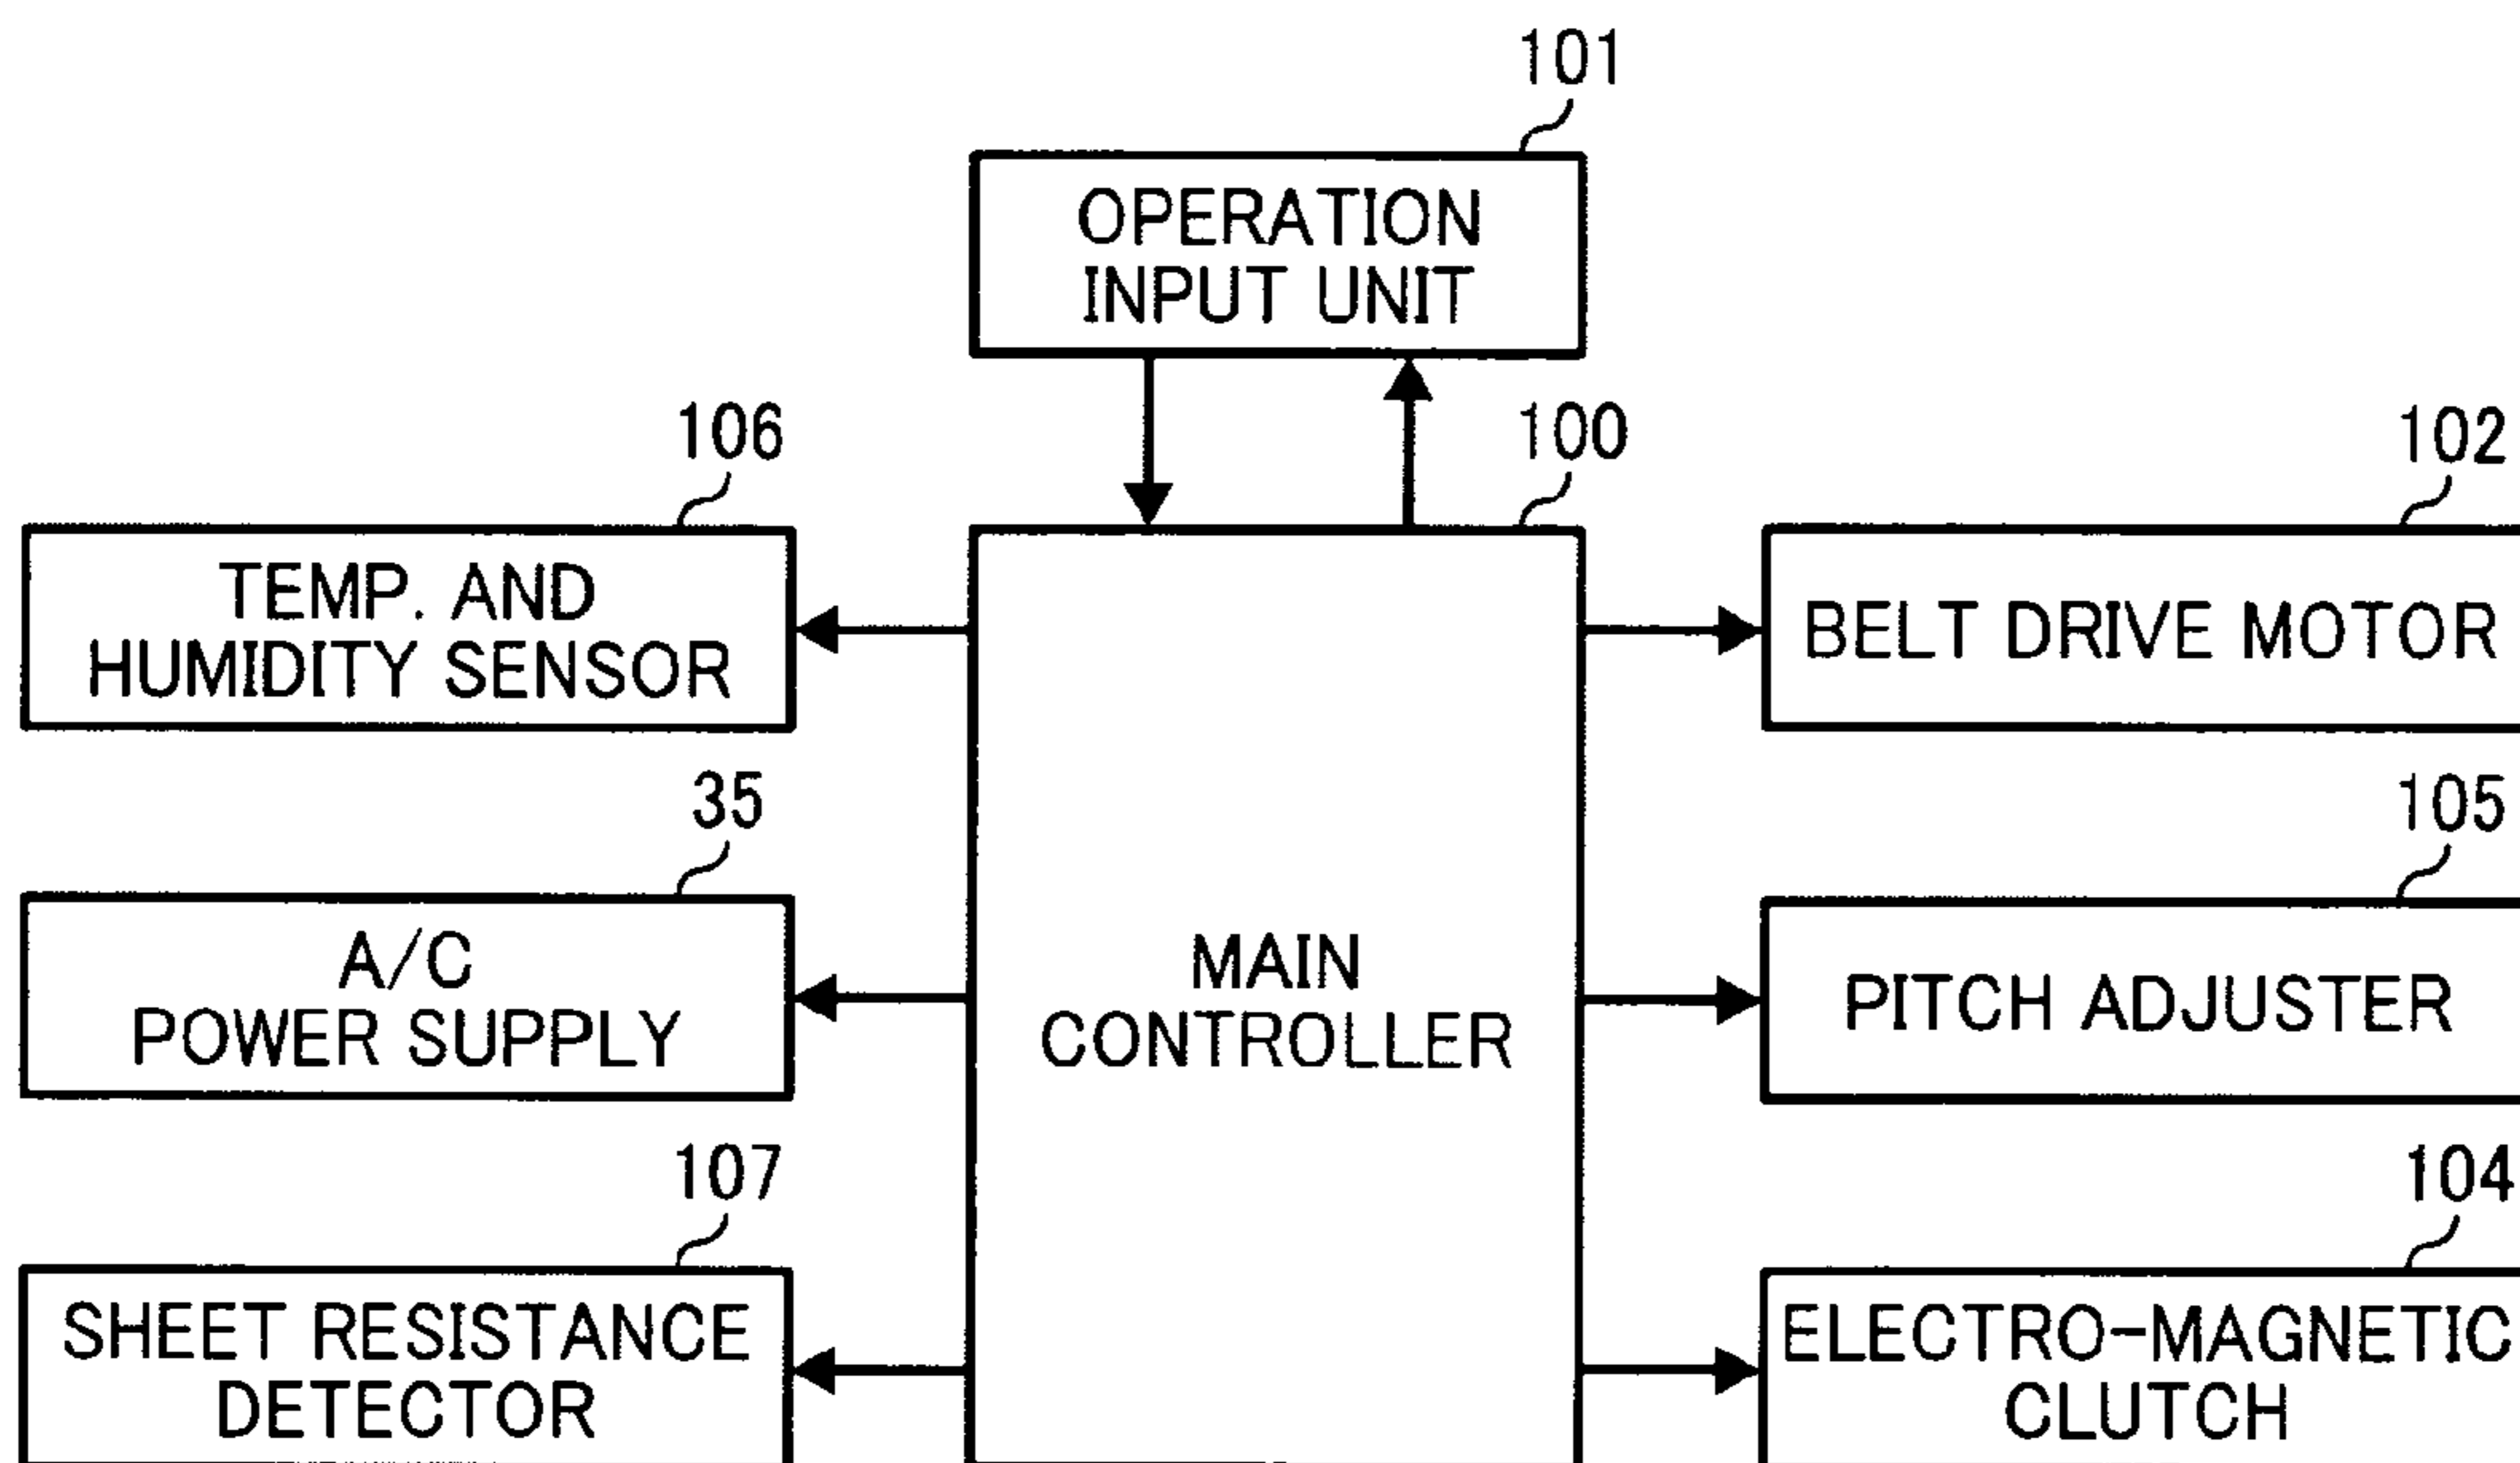 101
OPERATION
INPUT UNIT
106
100
102
TEMP. AND
HUMIDITY SENSOR
BELT DRIVE MOTOR
35
105
A/C
POWER SUPPLY
MAIN
CONTROLLER
PITCH ADJUSTER
107
104
SHEET RESISTANCE
DETECTOR
ELECTRO-MAGNETIC
CLUTCH